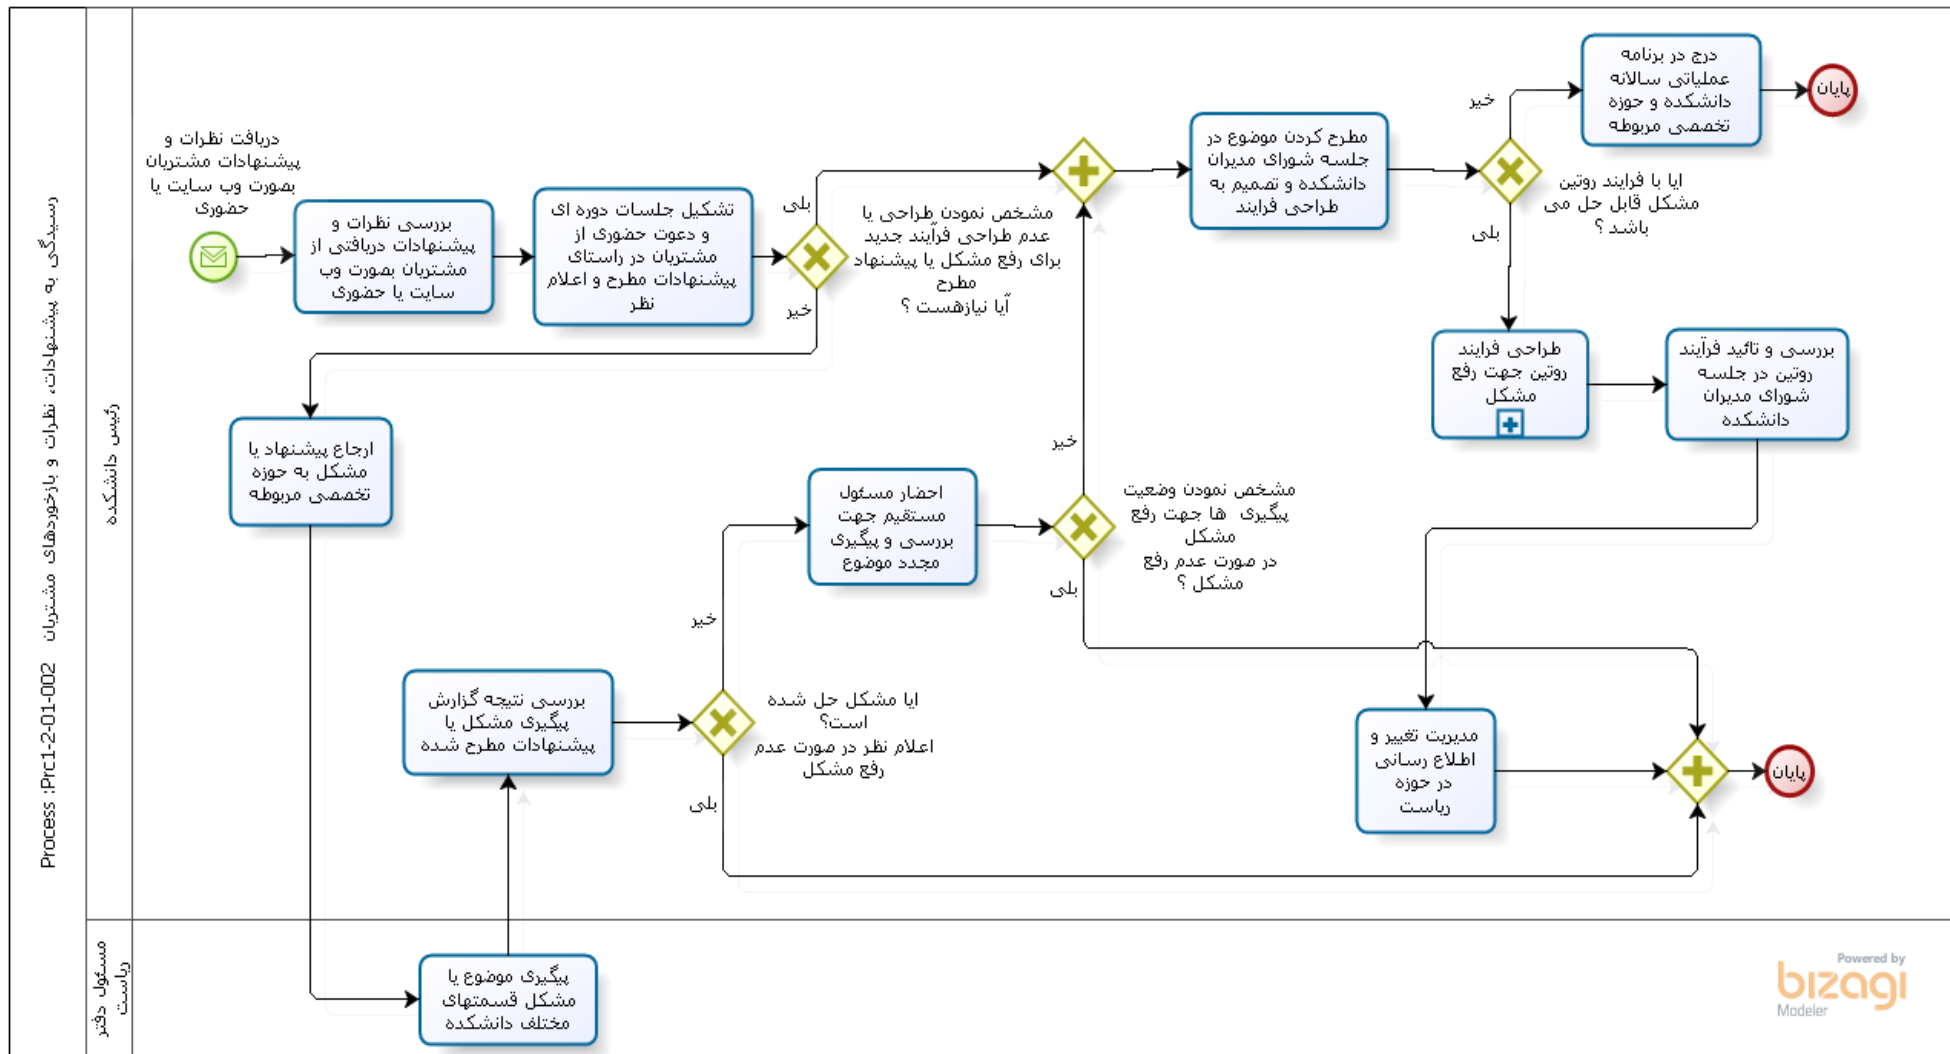 Process :Prc1-2-01-002 رسیدگی به پیشنهادات، نظرات و بازخوردهای مشتریان
رئیس دانشکده
دریافت نظرات و
پیشنهادات مشتریان
بصورت وب سایت یا
حضوری
بررسی نظرات و
پیشنهادات دریافتی از
مشتریان بصورت وب
سایت یا حضوری
تشکیل جلسات دوره ای
و دعوت حضوری از
مشتریان در راستای
پیشنهادات مطرح و اعلام
نظر
بلی
خیر
مشخص نمودن طراحی یا
عدم طراحی فرآیند جدید
برای رفع مشکل یا پیشنهاد
مطرح
آیا نیازهست ؟
مطرح کردن موضوع در
جلسه شورای مدیران
دانشکده و تصمیم به
طراحی فرایند
خیر
بلی
ایا با فرایند روتین
مشکل قابل حل می
باشد ؟
درج در برنامه
عملیاتی سالانه
دانشکده و حوزه
تخصصی مربوطه
پایان
طراحی فرایند
روتین جهت رفع
مشکل
بررسی و تائید فرآیند
روتین در جلسه
شورای مدیران
دانشکده
ارجاع پیشنهاد یا
مشکل به حوزه
تخصصی مربوطه
احضار مسئول
مستقیم جهت
بررسی و پیگیری
مجدد موضوع
خیر
بلی
مشخص نمودن وضعیت
پیگیری ها جهت رفع
مشکل
در صورت عدم رفع
مشکل ؟
بررسی نتیجه گزارش
پیگیری مشکل یا
پیشنهادات مطرح شده
خیر
بلی
ایا مشکل حل شده
است؟
اعلام نظر در صورت عدم
رفع مشکل
مدیریت تغییر و
اطلاع رسانی
در حوزه
ریاست
پایان
مسئول دفتر
ریاست
پیگیری موضوع یا
مشکل قسمتهای
مختلف دانشکده
Powered by
bizagi
Modeler